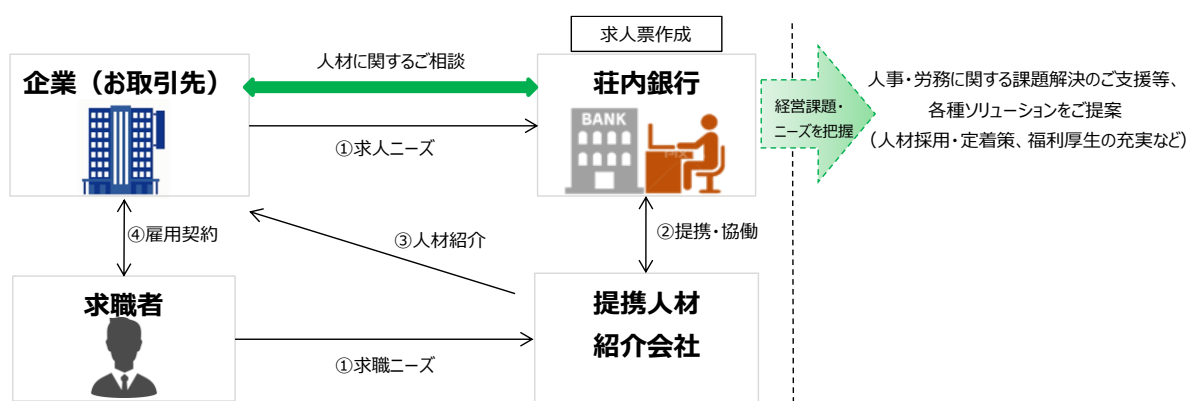 求人票作成
企業（お取引先）
人材に関するご相談
荘内銀行
BANK
①求人ニーズ
経営課題・
ニーズを把握
人事・労務に関する課題解決のご支援等、
各種ソリューションをご提案
（人材採用・定着策、福利厚生の充実など）
④雇用契約
③人材紹介
②提携・協働
求職者
①求職ニーズ
提携人材
紹介会社